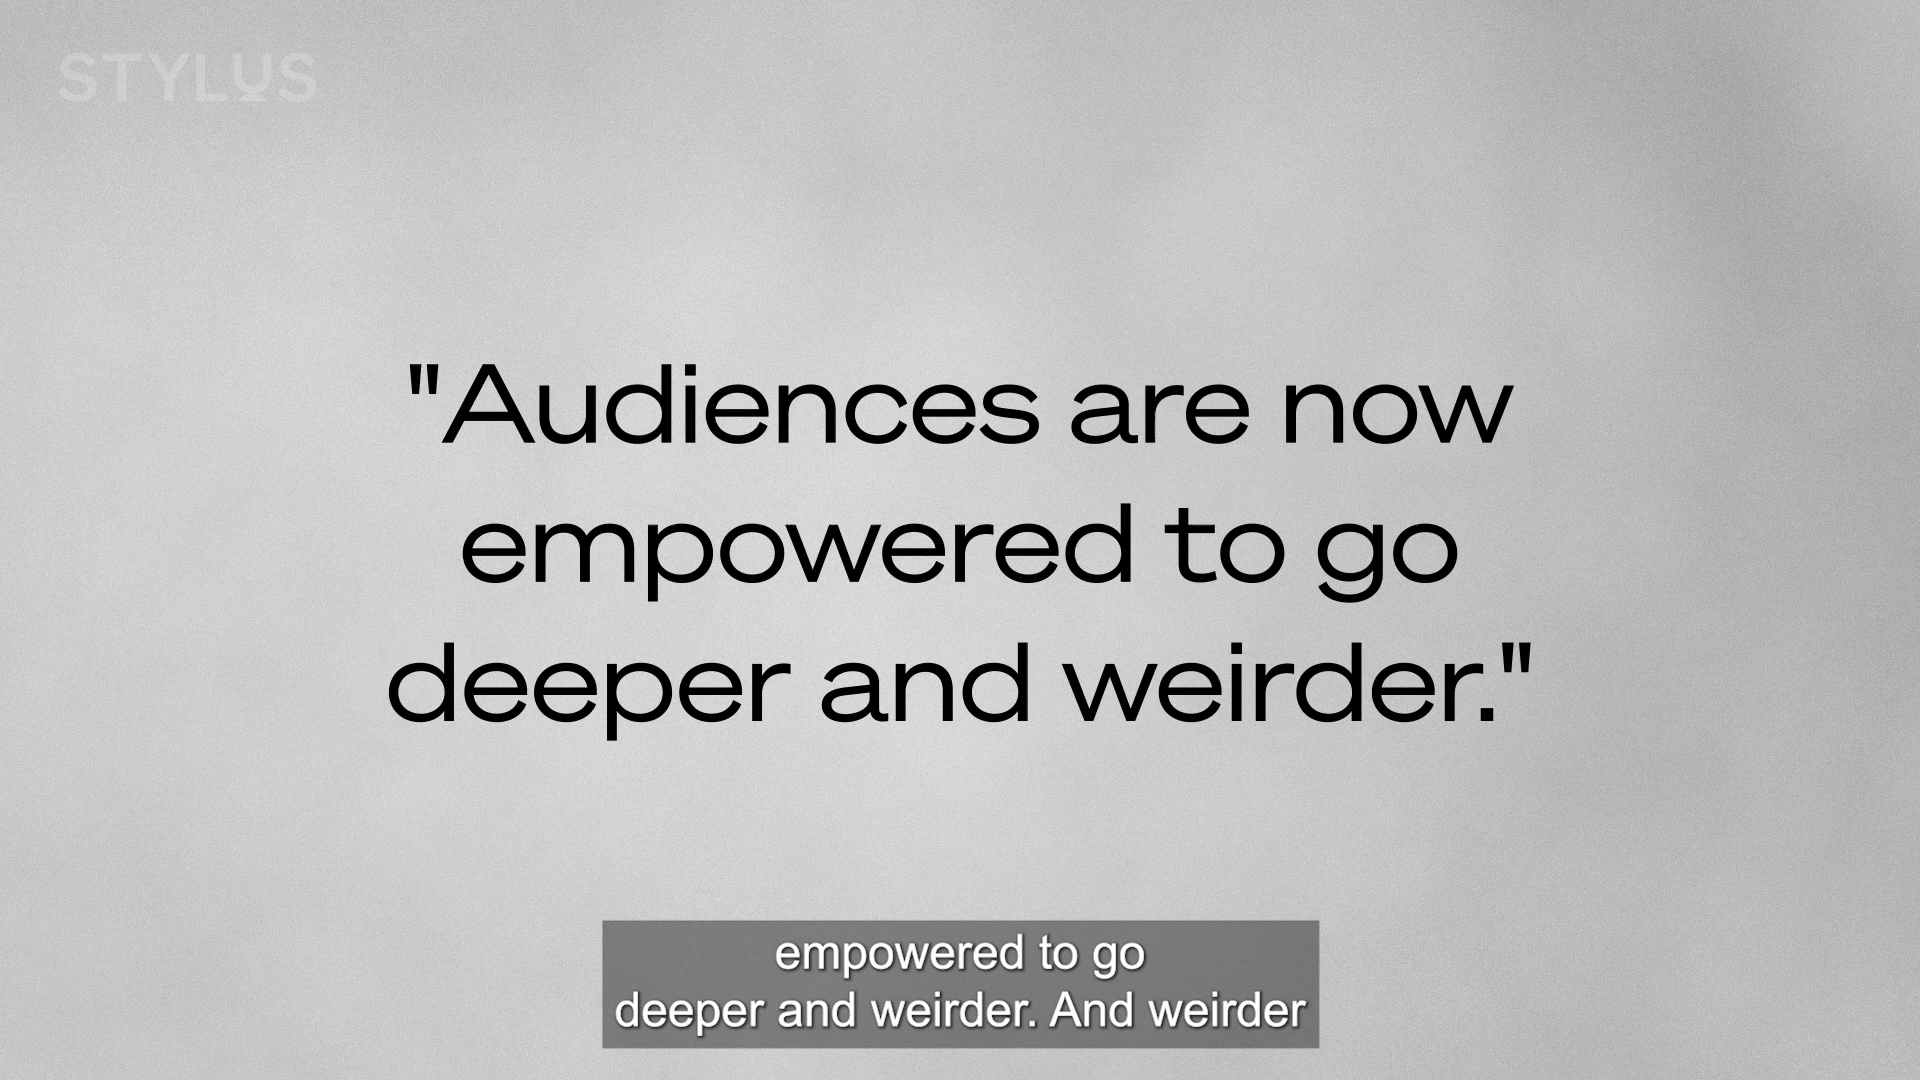 STYLUS
"Audiences are now
empowered to go
deeper and weirder."
empowered to go
deeper and weirder. And weirder